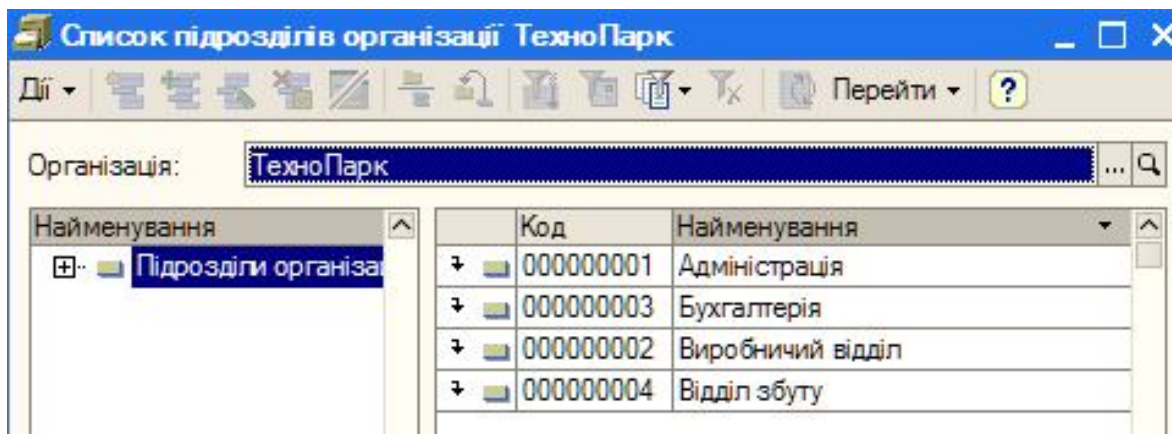 Список підрозділів організації ТехноПарк
Дії Перейти ?
Організація: ТехноПарк ...
Найменування Код Найменування
Підрозділи організа 000000001 Адміністрація
000000003 Бухгалтерія
000000002 Виробничий відділ
000000004 Відділ збуту